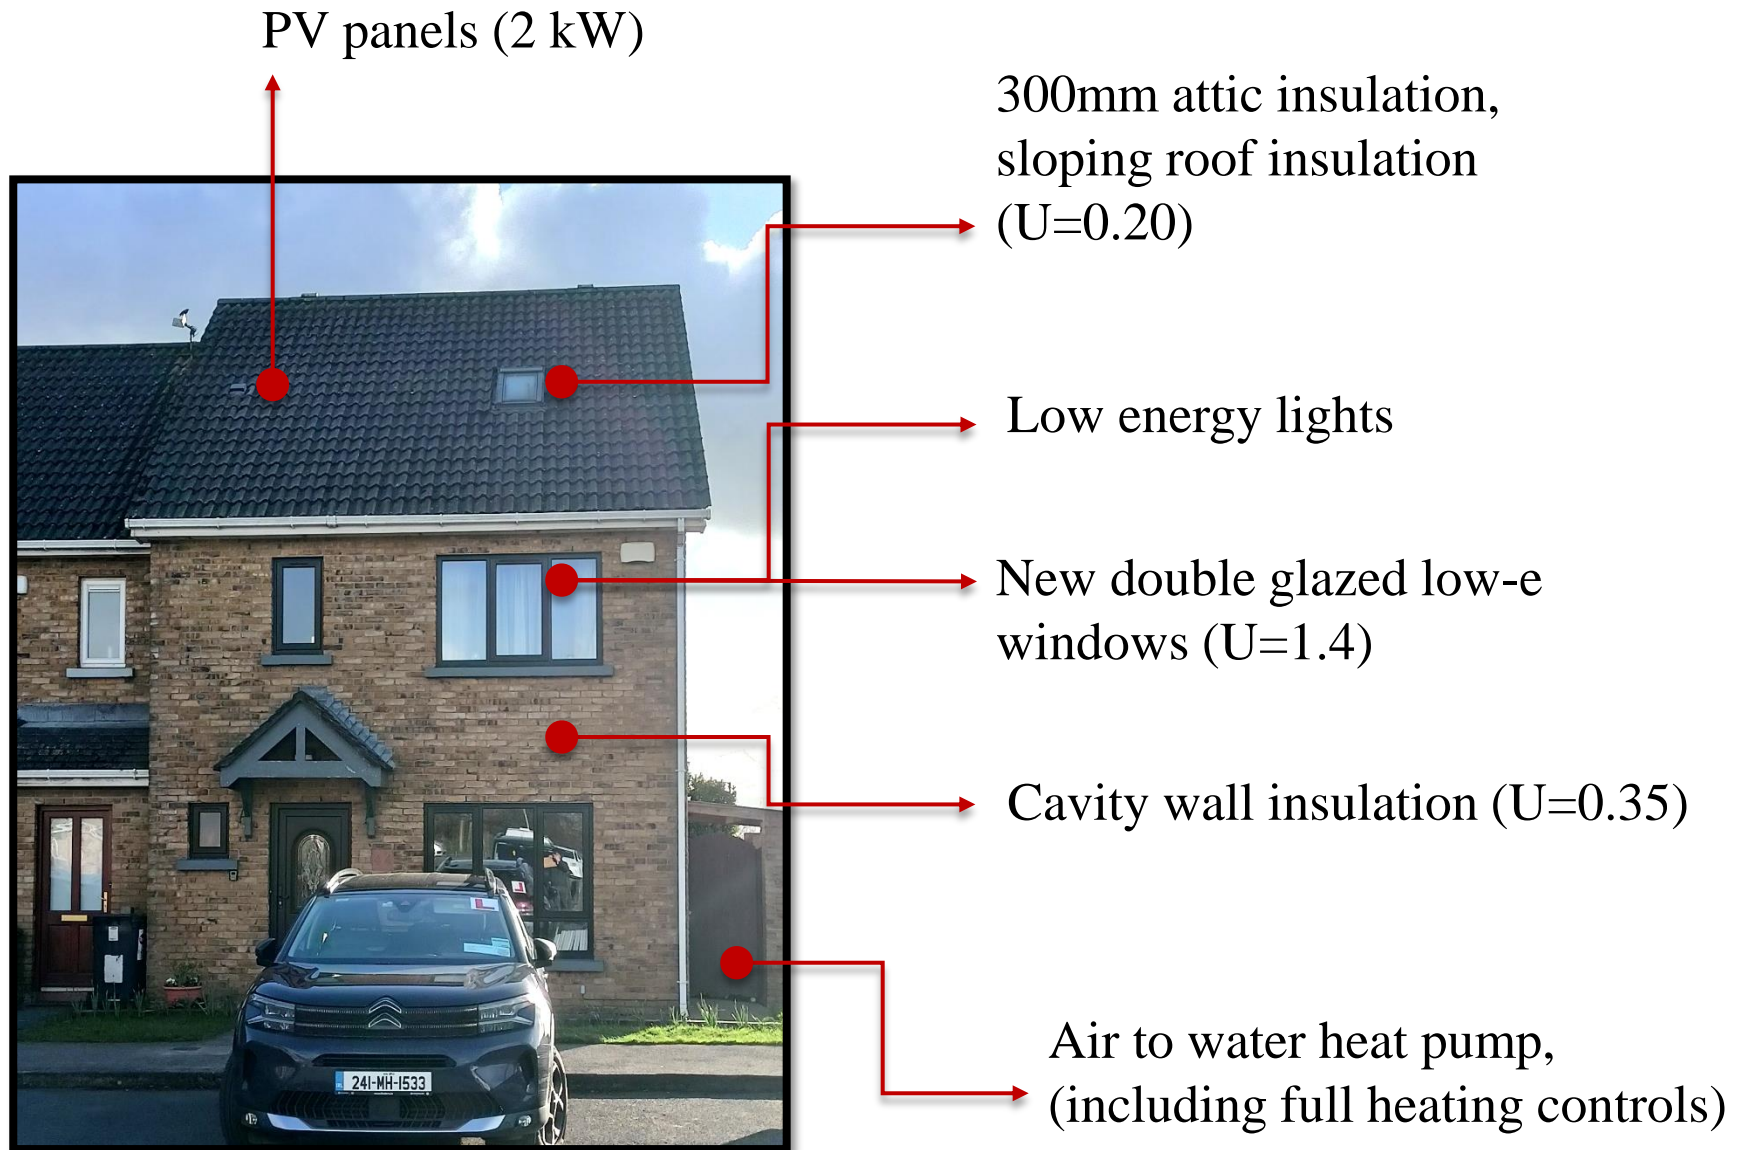 PV panels (2 kW)
300mm attic insulation,
sloping roof insulation
(U=0.20)
Low energy lights
New double glazed low-e
windows (U=1.4)
Cavity wall insulation (U=0.35)
Air to water heat pump,
(including full heating controls)
L
L
241-MH-1533